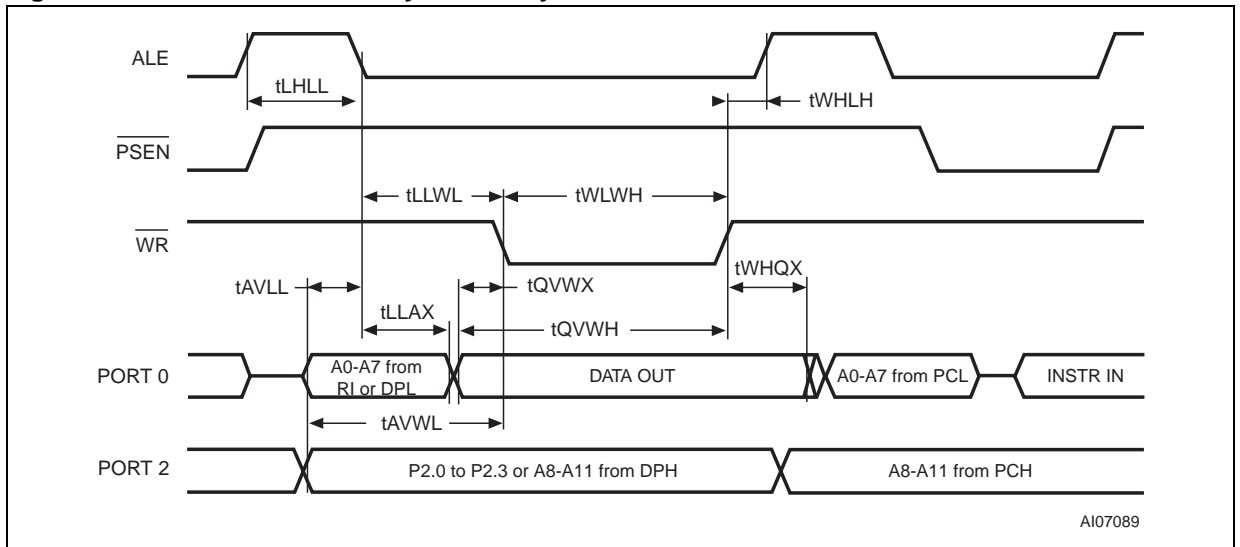 ALE
tLHLL
tWHLH
PSEN
tLLWL
tWLWH
WR
tWHQX
tAVLL
tQVWX
tLLAX
tQVWH
PORT 0
A0-A7 from
RI or DPL
DATA OUT
A0-A7 from PCL
INSTR IN
tAVWL
PORT 2
P2.0 to P2.3 or A8-A11 from DPH
A8-A11 from PCH
AI07089